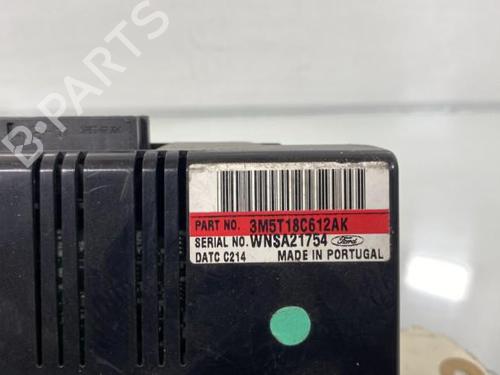 B-PARTS
PART NO. 3M5T18C612AK
SERIAL NO. WNSA21754 Ford
DATC C214 MADE IN PORTUGAL